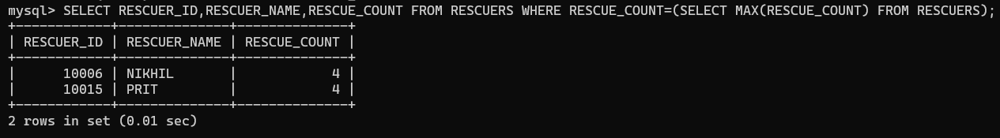 mysql> SELECT RESCUER_ID,RESCUER_NAME,RESCUE_COUNT FROM RESCUERS WHERE RESCUE_COUNT=(SELECT MAX(RESCUE_COUNT) FROM RESCUERS);
+------------+--------------+--------------+
| RESCUER_ID | RESCUER_NAME | RESCUE_COUNT |
+------------+--------------+--------------+
|      10006 | NIKHIL       |            4 |
|      10015 | PRIT         |            4 |
+------------+--------------+--------------+
2 rows in set (0.01 sec)